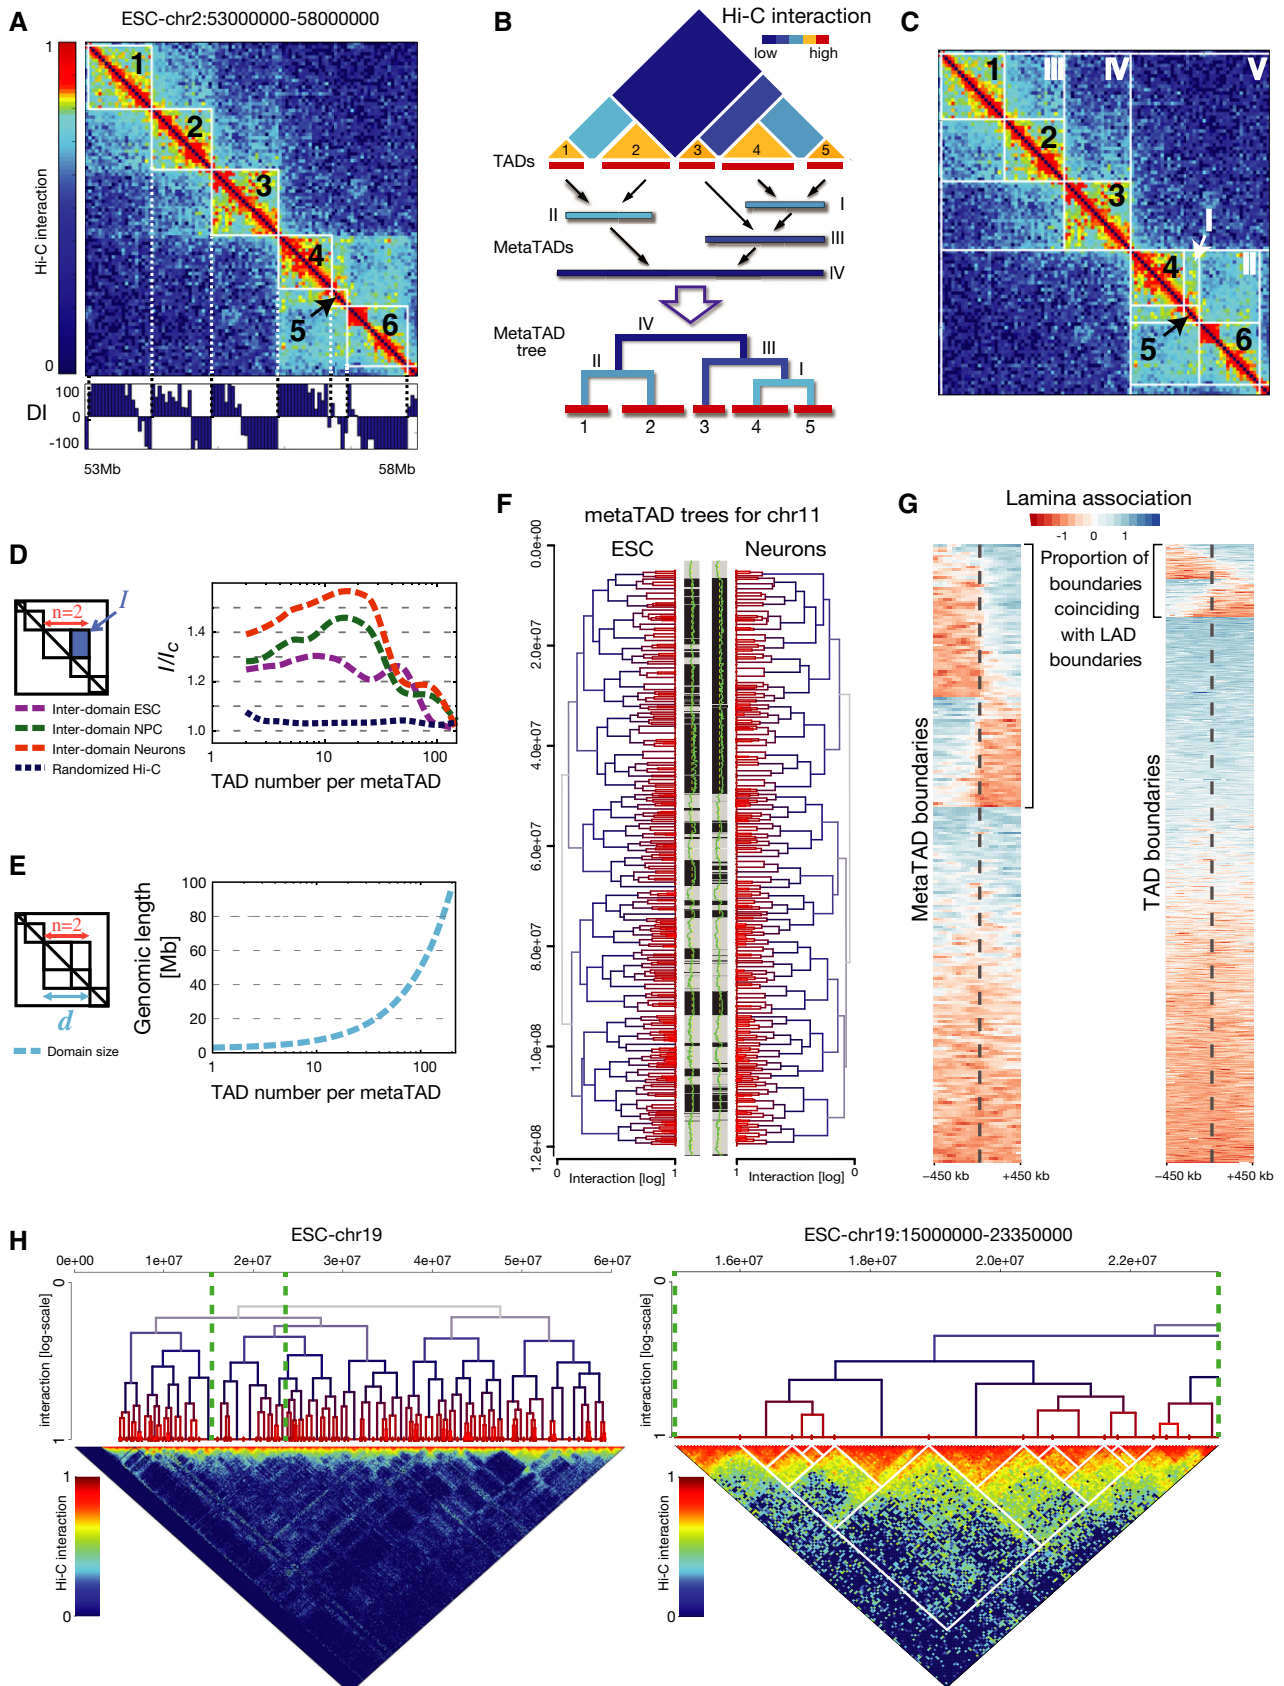 A
ESC-chr2:53000000-58000000
1
Hi-C interaction
0
1
2
3
4
5
6
DI
100
0
-100
53Mb
58Mb
B
Hi-C interaction
low
high
TADs
1
2
3
4
5
II
I
MetaTADs
III
IV
MetaTAD
tree
IV
II
III
I
1
2
3
4
5
C
1
III
IV
V
2
3
I
4
II
5
6
D
n=2
I
Inter-domain ESC
Inter-domain NPC
Inter-domain Neurons
Randomized Hi-C
I/Ic
1.4
1.2
1.0
1
10
100
TAD number per metaTAD
E
n=2
d
Domain size
Genomic length
[Mb]
100
80
60
40
20
0
1
10
100
TAD number per metaTAD
F
metaTAD trees for chr11
ESC
Neurons
0.0e+00
2.0e+07
4.0e+07
6.0e+07
8.0e+07
1.0e+08
1.2e+08
0
Interaction [log]
1
1
Interaction [log]
0
G
Lamina association
-1
0
1
Proportion of
boundaries
coinciding
with LAD
boundaries
MetaTAD boundaries
TAD boundaries
−450 kb
+450 kb
−450 kb
+450 kb
H
ESC-chr19
0e+00
1e+07
2e+07
3e+07
4e+07
5e+07
6e+07
interaction [log-scale]
0
1
1
Hi-C interaction
0
ESC-chr19:15000000-23350000
1.6e+07
1.8e+07
2.0e+07
2.2e+07
interaction [log-scale]
0
1
1
Hi-C interaction
0